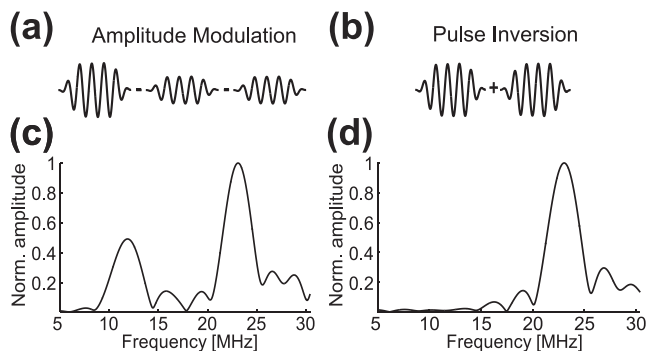 (a) Amplitude Modulation
(b) Pulse Inversion
- -
+
(c)
Norm. amplitude
1
0.8
0.6
0.4
0.2
5 10 15 20 25 30
Frequency [MHz]
(d)
Norm. amplitude
1
0.8
0.6
0.4
0.2
5 10 15 20 25 30
Frequency [MHz]